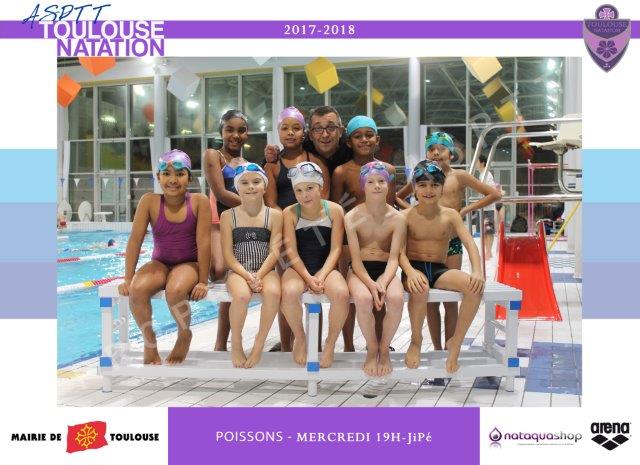 ASPTT
TOULOUSE
NATATION
2017-2018
TOULOUSE
NATATION
MAIRIE DE TOULOUSE
POISSONS - MERCREDI 19H-JiPé
nataquashop
arena